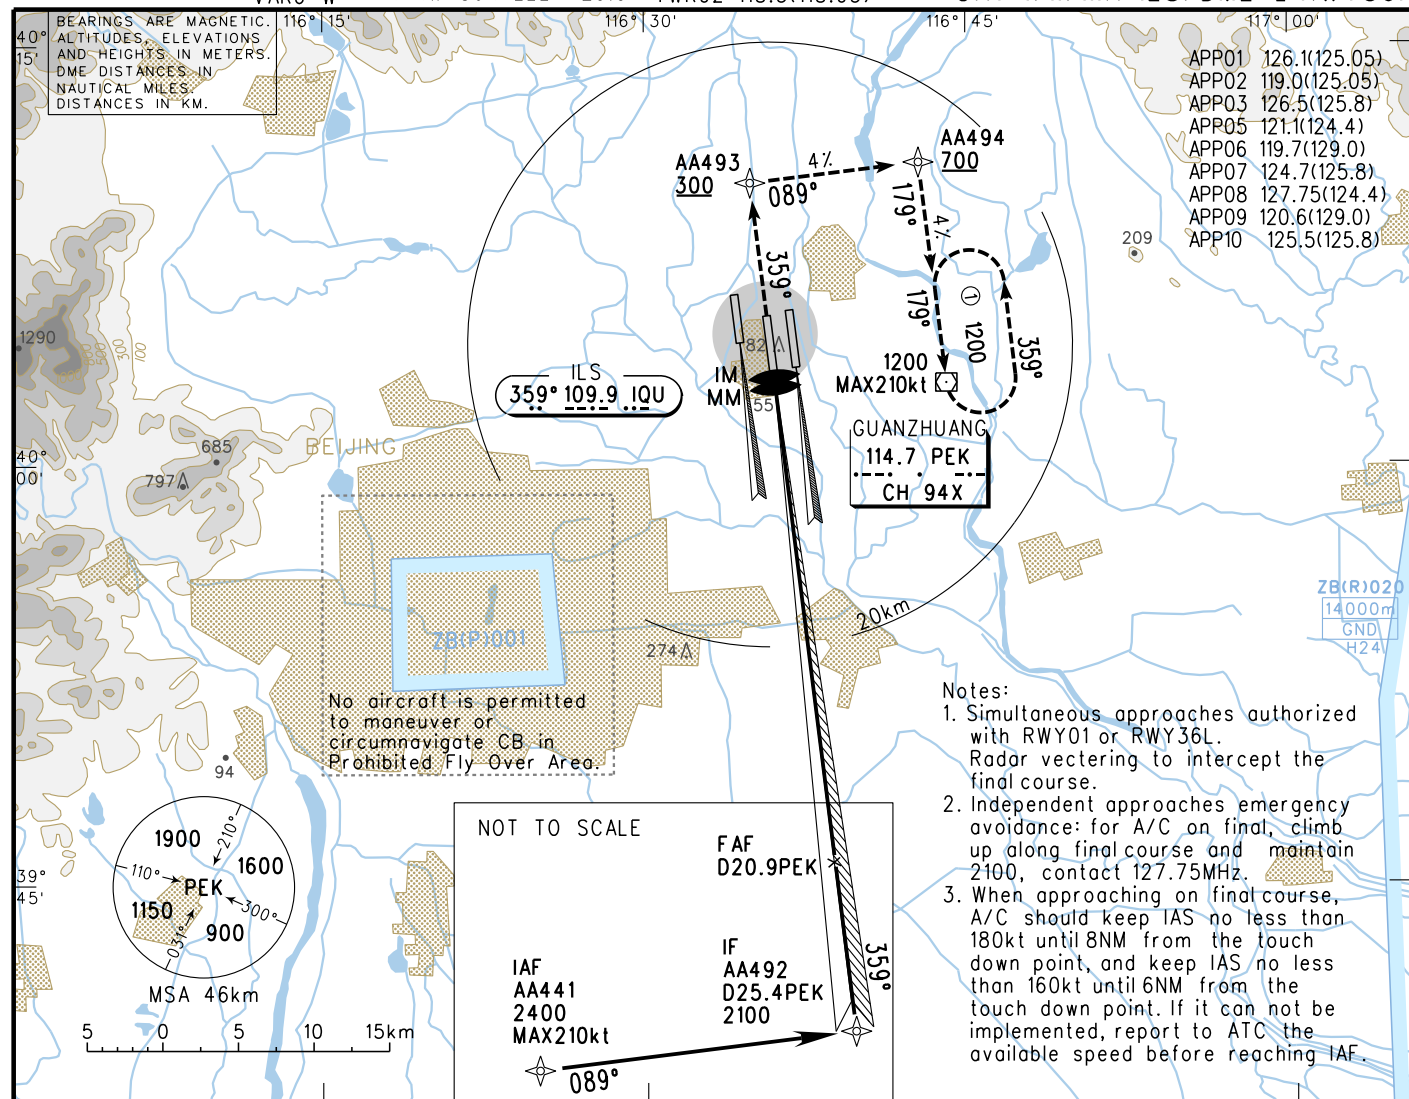 BEARINGS ARE MAGNETIC.
ALTITUDES, ELEVATIONS
AND HEIGHTS IN METERS.
DME DISTANCES IN
NAUTICAL MILES.
DISTANCES IN KM.
116° 15'
116° 30'
116° 45'
117° 00'
40°
15'
APP01 126.1(125.05)
APP02 119.0(125.05)
APP03 126.5(125.8)
APP05 121.1(124.4)
APP06 119.7(129.0)
APP07 124.7(125.8)
APP08 127.75(124.4)
APP09 120.6(129.0)
APP10 125.5(125.8)
AA493
300
4%
089°
AA494
700
179°
4%
209
359°
179°
1
1200
359°
1290
600
500
300
100
82
1200
MAX210kt
IM
MM
55
ILS
359° 109.9 IQU
GUANZHUANG
114.7 PEK
CH 94X
BEIJING
685
797
40°
00'
ZB(P)001
20km
274
ZB(R)020
14000m
GND
H24
No aircraft is permitted
to maneuver or
circumnavigate CB in
Prohibited Fly Over Area.
94
Notes:
1. Simultaneous approaches authorized
with RWY01 or RWY36L.
Radar vectering to intercept the
final course.
2. Independent approaches emergency
avoidance: for A/C on final, climb
up along final course and maintain
2100, contact 127.75MHz.
3. When approaching on final course,
A/C should keep IAS no less than
180kt until 8NM from the touch
down point, and keep IAS no less
than 160kt until 6NM from the
touch down point. If it can not be
implemented, report to ATC the
available speed before reaching IAF.
39°
45'
1900
210°
1600
110°
PEK
300°
1150
900
031°
MSA 46km
5 0 5 10 15km
NOT TO SCALE
FAF
D20.9PEK
IF
AA492
D25.4PEK
2100
359°
IAF
AA441
2400
MAX210kt
089°